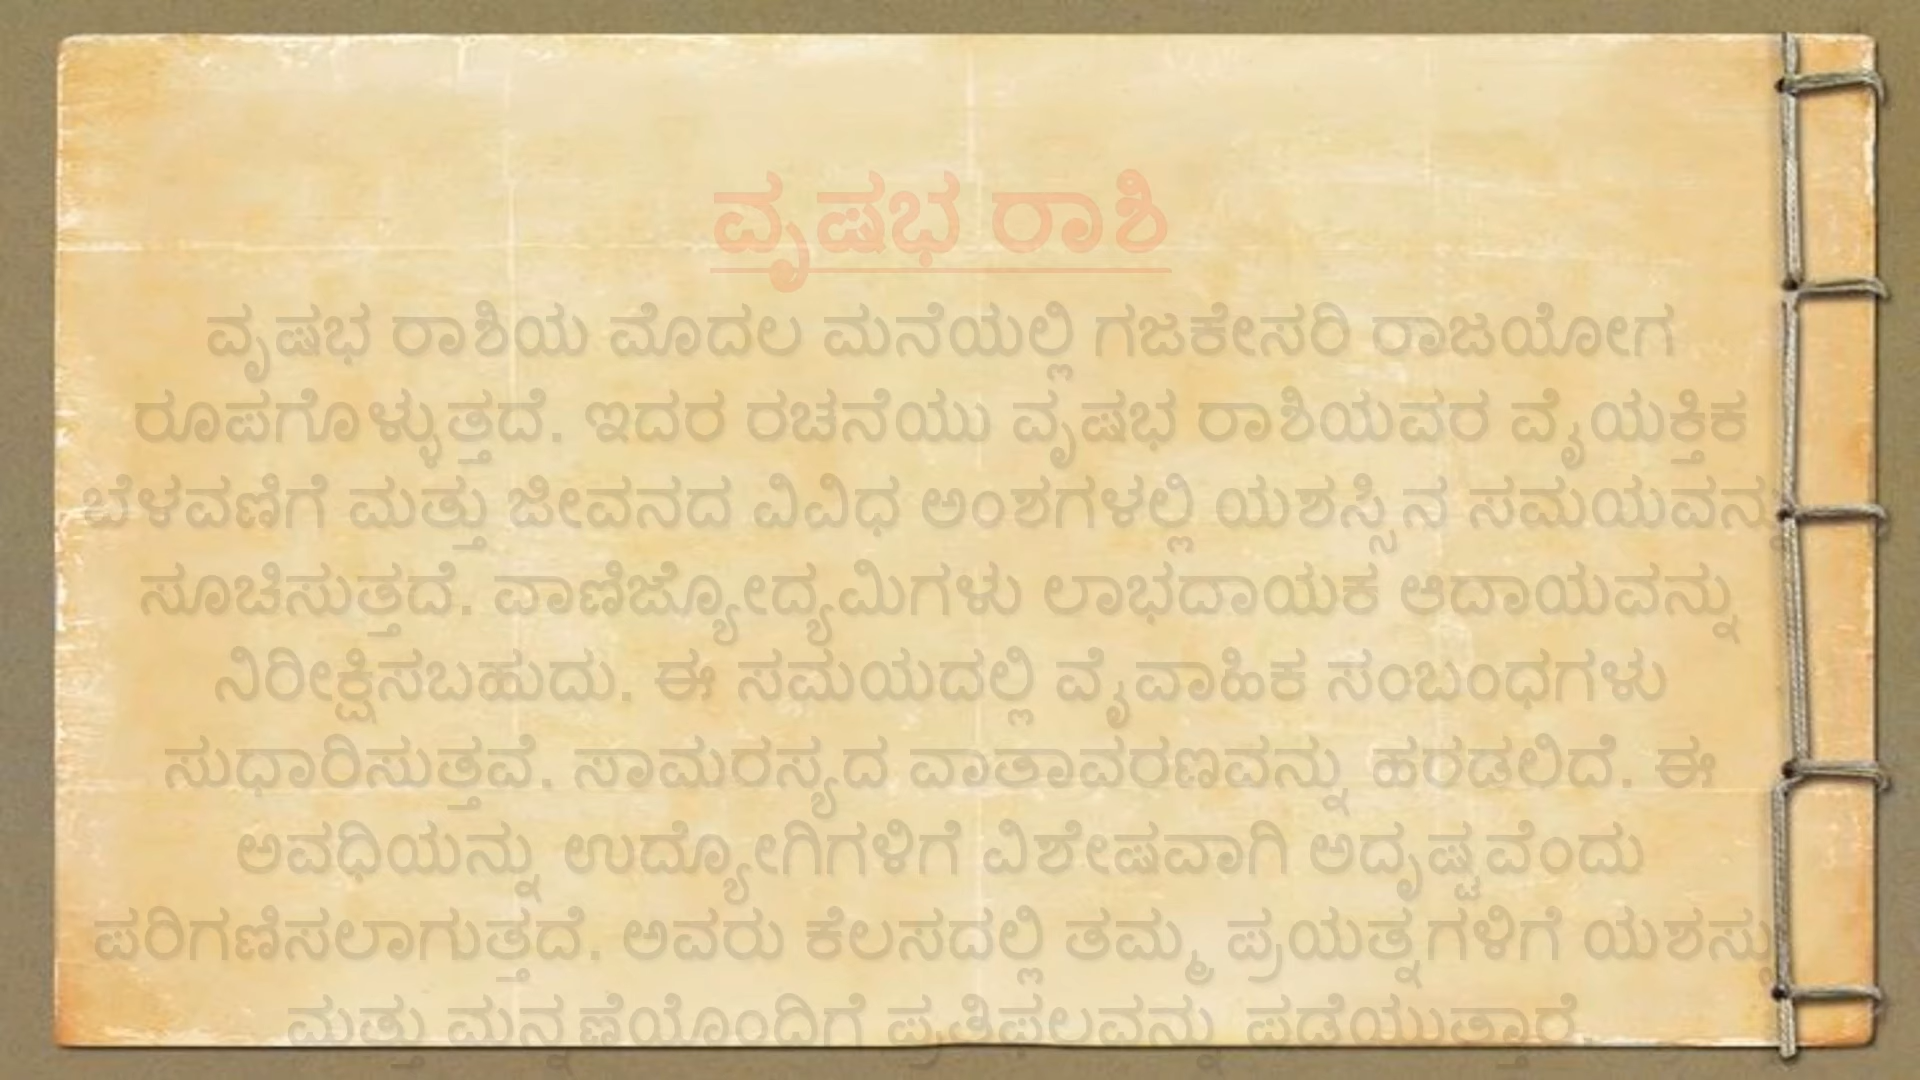 ವೃಷಭ ರಾಶಿ
ವೃಷಭ ರಾಶಿಯ ಮೊದಲ ಮನೆಯಲ್ಲಿ ಗಜಕೇಸರಿ ರಾಜಯೋಗ
ರೂಪಗೊಳ್ಳುತ್ತದೆ. ಇದರ ರಚನೆಯು ವೃಷಭ ರಾಶಿಯವರ ವೈಯಕ್ತಿಕ
ಬೆಳವಣಿಗೆ ಮತ್ತು ಜೀವನದ ವಿವಿಧ ಅಂಶಗಳಲ್ಲಿ ಯಶಸ್ಸಿನ ಸಮಯವನ್ನು
ಸೂಚಿಸುತ್ತದೆ. ವಾಣಿಜ್ಯೋದ್ಯಮಿಗಳು ಲಾಭದಾಯಕ ಆದಾಯವನ್ನು
ನಿರೀಕ್ಷಿಸಬಹುದು. ಈ ಸಮಯದಲ್ಲಿ ವೈವಾಹಿಕ ಸಂಬಂಧಗಳು
ಸುಧಾರಿಸುತ್ತವೆ. ಸಾಮರಸ್ಯದ ವಾತಾವರಣವನ್ನು ಹರಡಲಿದೆ. ಈ
ಅವಧಿಯನ್ನು ಉದ್ಯೋಗಿಗಳಿಗೆ ವಿಶೇಷವಾಗಿ ಅದೃಷ್ಟವೆಂದು
ಪರಿಗಣಿಸಲಾಗುತ್ತದೆ. ಅವರು ಕೆಲಸದಲ್ಲಿ ತಮ್ಮ ಪ್ರಯತ್ನಗಳಿಗೆ ಯಶಸ್ಸು
ಮತ್ತು ಮನ್ನಣೆಯೊಂದಿಗೆ ಪ್ರತಿಫಲವನ್ನು ಪಡೆಯುತ್ತಾರೆ.